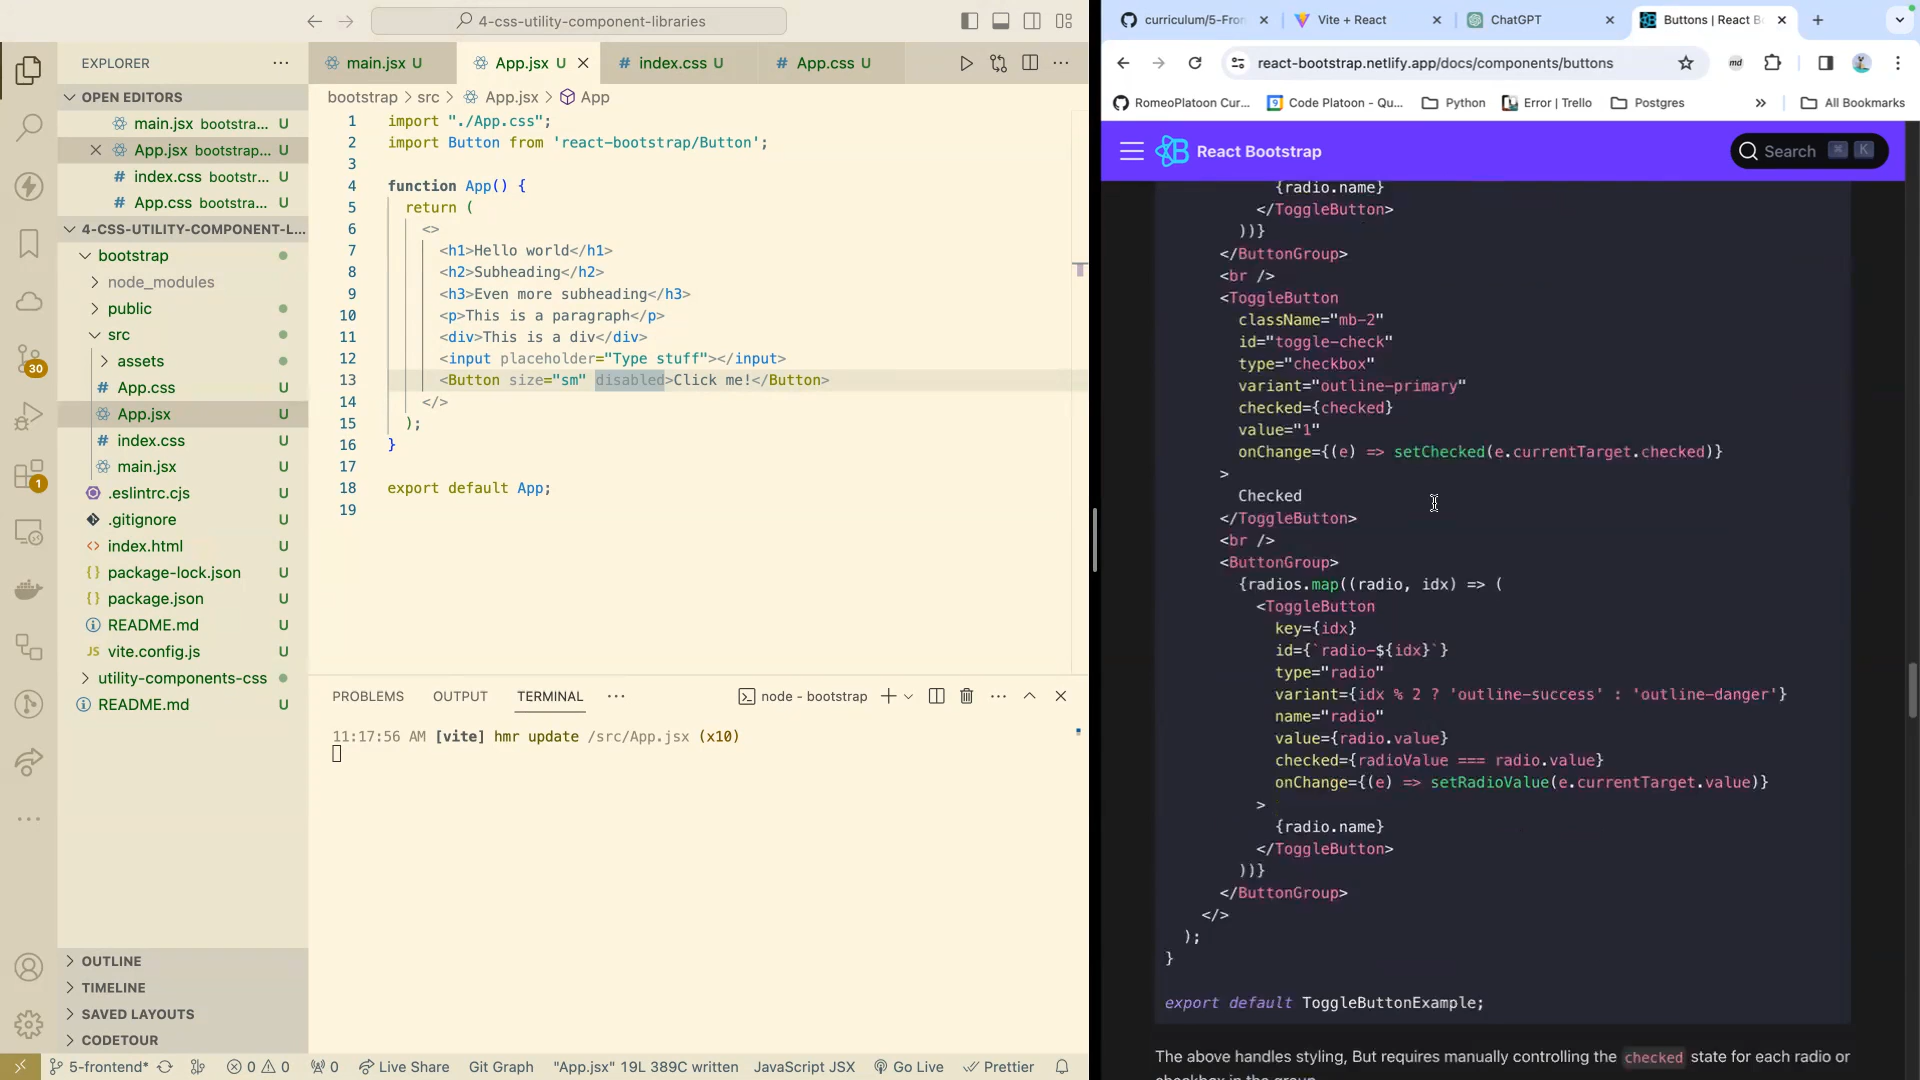 4-css-utility-component-libraries
EXPLORER
OPEN EDITORS
main.jsx bootstra... U
App.jsx bootstrap... U
index.css bootstr... U
App.css bootstra... U
4-CSS-UTILITY-COMPONENT-L...
bootstrap
node_modules
public
src
assets
App.css U
App.jsx U
index.css U
main.jsx U
.eslintrc.cjs U
.gitignore U
index.html U
package-lock.json U
package.json U
README.md U
vite.config.js U
utility-components-css
README.md U
30
1
OUTLINE
TIMELINE
SAVED LAYOUTS
CODETOUR
main.jsx U
App.jsx U
index.css U
App.css U
bootstrap > src > App.jsx > App
1 import "./App.css";
2 import Button from 'react-bootstrap/Button';
3
4 function App() {
5 return (
6 <>
7 <h1>Hello world</h1>
8 <h2>Subheading</h2>
9 <h3>Even more subheading</h3>
10 <p>This is a paragraph</p>
11 <div>This is a div</div>
12 <input placeholder="Type stuff"></input>
13 <Button size="sm" disabled>Click me!</Button>
14 </>
15 );
16 }
17
18 export default App;
19
PROBLEMS OUTPUT TERMINAL node - bootstrap
11:17:56 AM [vite] hmr update /src/App.jsx (x10)
5-frontend* 0 0 0 Live Share Git Graph "App.jsx" 19L 389C written JavaScript JSX Go Live Prettier
curriculum/5-Fron
Vite + React
ChatGPT
Buttons | React B
react-bootstrap.netlify.app/docs/components/buttons
RomeoPlatoon Cur... Code Platoon - Qu... Python Error | Trello Postgres » All Bookmarks
React Bootstrap
Search ⌘ K
{radio.name}
</ToggleButton>
))}
</ButtonGroup>
<br />
<ToggleButton
className="mb-2"
id="toggle-check"
type="checkbox"
variant="outline-primary"
checked={checked}
value="1"
onChange={(e) => setChecked(e.currentTarget.checked)}
>
Checked
</ToggleButton>
<br />
<ButtonGroup>
{radios.map((radio, idx) => (
<ToggleButton
key={idx}
id={`radio-${idx}`}
type="radio"
variant={idx % 2 ? 'outline-success' : 'outline-danger'}
name="radio"
value={radio.value}
checked={radioValue === radio.value}
onChange={(e) => setRadioValue(e.currentTarget.value)}
>
{radio.name}
</ToggleButton>
))}
</ButtonGroup>
</>
);
}
export default ToggleButtonExample;
The above handles styling, But requires manually controlling the checked state for each radio or
checkbox in the group.